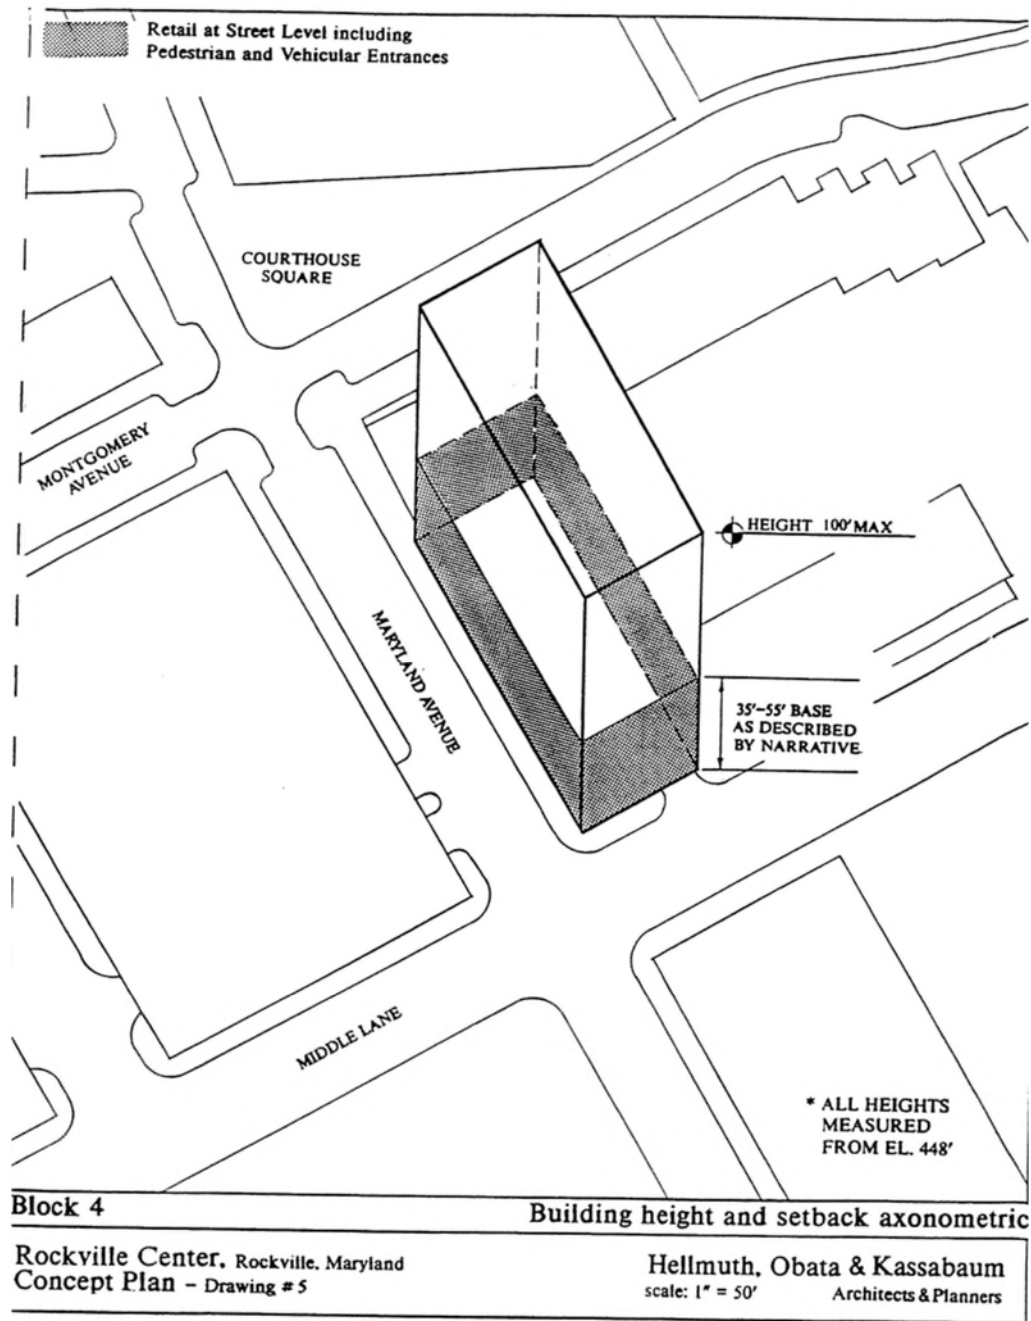 Retail at Street Level including
Pedestrian and Vehicular Entrances
COURTHOUSE
SQUARE
MONTGOMERY
AVENUE
HEIGHT 100' MAX
MARYLAND AVENUE
35'-55' BASE
AS DESCRIBED
BY NARRATIVE
MIDDLE LANE
* ALL HEIGHTS
MEASURED
FROM EL. 448'
Block 4
Building height and setback axonometric
Rockville Center, Rockville, Maryland
Concept Plan - Drawing # 5
Hellmuth, Obata & Kassabaum
scale: 1" = 50'
Architects & Planners